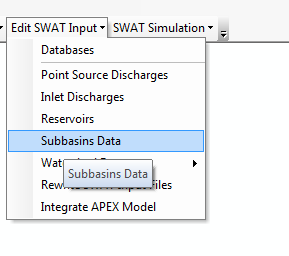 Edit SWAT Input SWAT Simulation
Databases
Point Source Discharges
Inlet Discharges
Reservoirs
Subbasins Data
Subbasins Data
Files
Integrate APEX Model